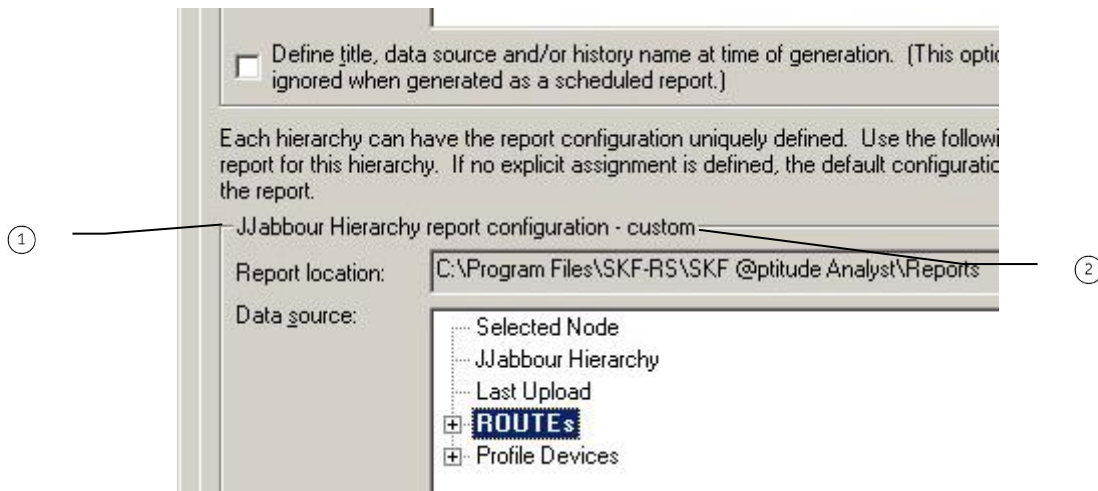 Define title, data source and/or history name at time of generation. (This optio
ignored when generated as a scheduled report.)
Each hierarchy can have the report configuration uniquely defined. Use the followi
report for this hierarchy. If no explicit assignment is defined, the default configuratio
the report.
1
JJabbour Hierarchy report configuration - custom
Report location:
C:\Program Files\SKF-RS\SKF @ptitude Analyst\Reports
2
Data source:
Selected Node
JJabbour Hierarchy
Last Upload
ROUTEs
Profile Devices